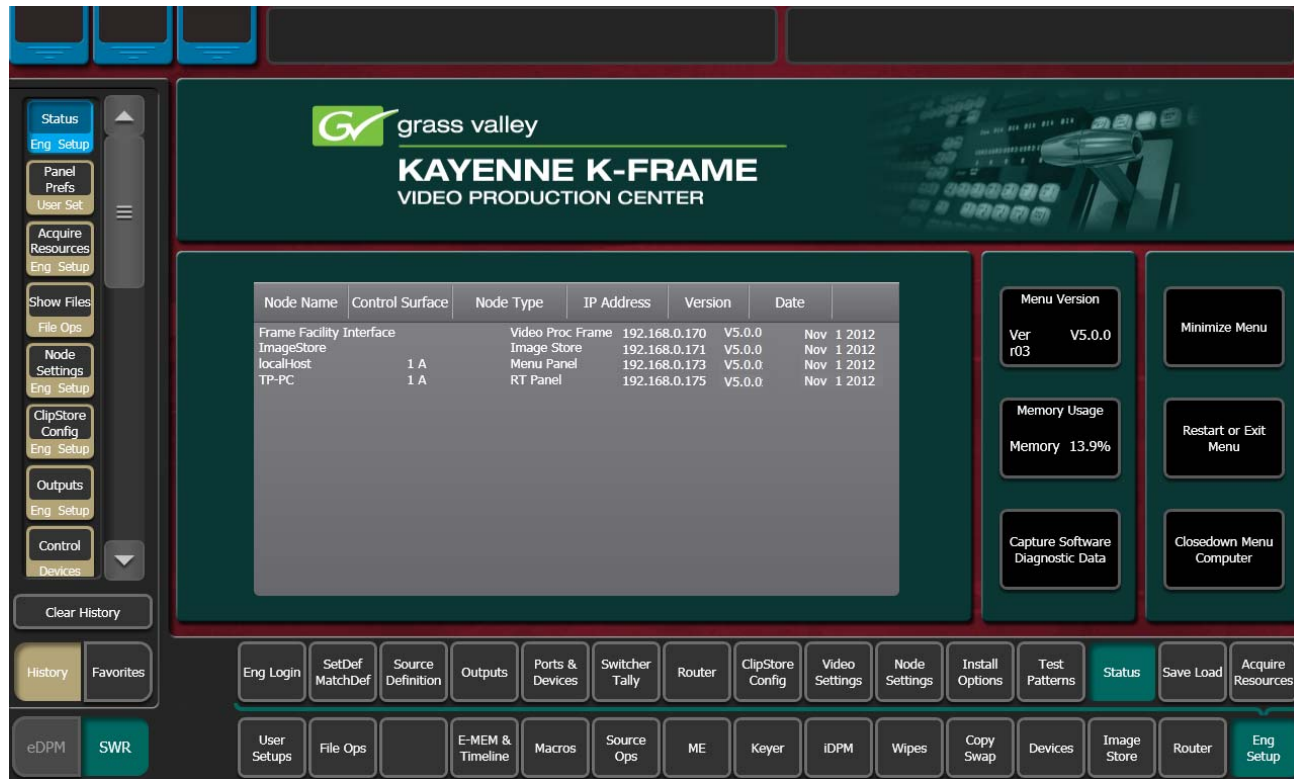 Status
Eng Setup
Panel
Prefs
User Set
Acquire
Resources
Eng Setup
Show Files
File Ops
Node
Settings
Eng Setup
ClipStore
Config
Eng Setup
Outputs
Eng Setup
Control
Devices
Clear History
History Favorites
eDPM SWR
GV grass valley
KAYENNE K-FRAME
VIDEO PRODUCTION CENTER
Node Name Control Surface Node Type IP Address Version Date
Frame Facility Interface Video Proc Frame 192.168.0.170 V5.0.0 Nov 1 2012
ImageStore Image Store 192.168.0.171 V5.0.0 Nov 1 2012
localHost 1 A Menu Panel 192.168.0.173 V5.0.0 Nov 1 2012
TP-PC 1 A RT Panel 192.168.0.175 V5.0.0 Nov 1 2012
Menu Version
Ver V5.0.0
r03
Memory Usage
Memory 13.9%
Capture Software
Diagnostic Data
Minimize Menu
Restart or Exit
Menu
Closedown Menu
Computer
Eng Login
SetDef
MatchDef
Source
Definition
Outputs
Ports &
Devices
Switcher
Tally
Router
ClipStore
Config
Video
Settings
Node
Settings
Install
Options
Test
Patterns
Status
Save Load
Acquire
Resources
User
Setups
File Ops
E-MEM &
Timeline
Macros
Source
Ops
ME
Keyer
iDPM
Wipes
Copy
Swap
Devices
Image
Store
Router
Eng
Setup